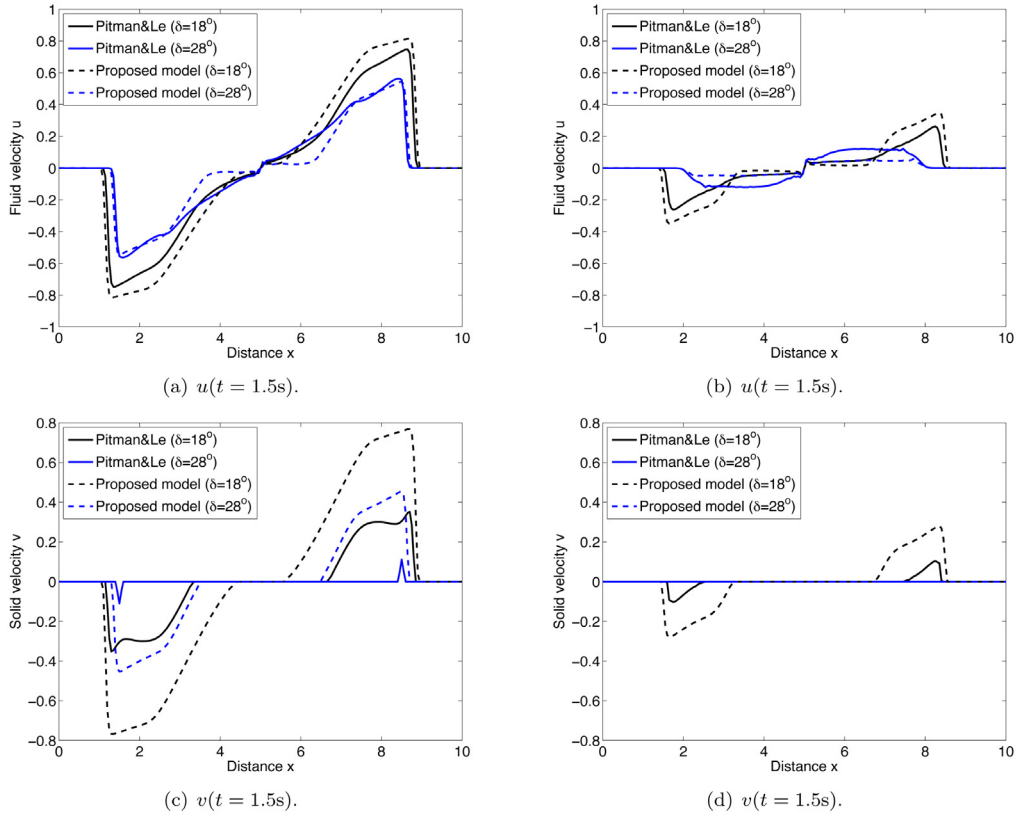 Pitman&Le (δ=18°)
Pitman&Le (δ=28°)
Proposed model (δ=18°)
Proposed model (δ=28°)
1
0.8
0.6
0.4
0.2
0
−0.2
−0.4
−0.6
−0.8
−1
Fluid velocity u
0 2 4 6 8 10
Distance x
(a) u(t = 1.5s).
Pitman&Le (δ=18°)
Pitman&Le (δ=28°)
Proposed model (δ=18°)
Proposed model (δ=28°)
1
0.8
0.6
0.4
0.2
0
−0.2
−0.4
−0.6
−0.8
−1
Fluid velocity u
0 2 4 6 8 10
Distance x
(b) u(t = 1.5s).
Pitman&Le (δ=18°)
Pitman&Le (δ=28°)
Proposed model (δ=18°)
Proposed model (δ=28°)
0.8
0.6
0.4
0.2
0
−0.2
−0.4
−0.6
−0.8
Solid velocity v
0 2 4 6 8 10
Distance x
(c) v(t = 1.5s).
Pitman&Le (δ=18°)
Pitman&Le (δ=28°)
Proposed model (δ=18°)
Proposed model (δ=28°)
0.8
0.6
0.4
0.2
0
−0.2
−0.4
−0.6
−0.8
Solid velocity v
0 2 4 6 8 10
Distance x
(d) v(t = 1.5s).